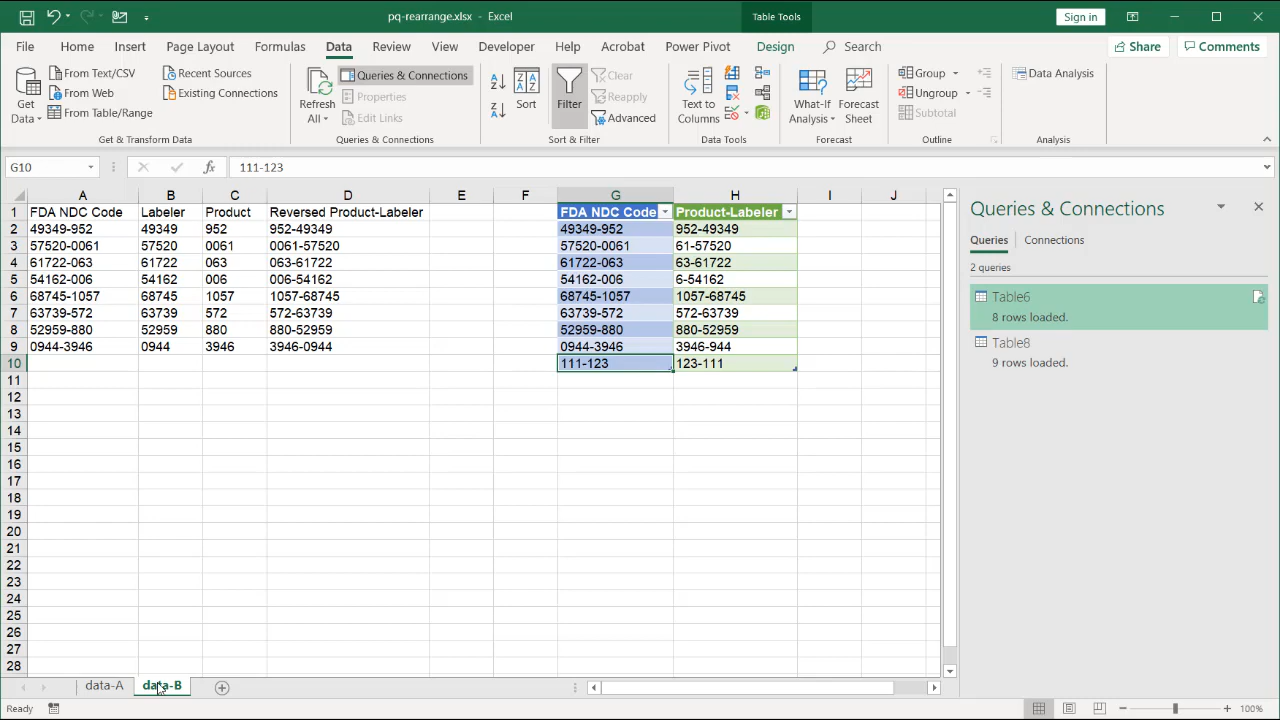 pq-rearrange.xlsx - Excel
Table Tools
Sign in
File Home Insert Page Layout Formulas Data Review View Developer Help Acrobat Power Pivot Design Search Share Comments
Get Data
From Text/CSV
From Web
From Table/Range
Recent Sources
Existing Connections
Get & Transform Data
Refresh All
Queries & Connections
Properties
Edit Links
Queries & Connections
Sort
Filter
Clear
Reapply
Advanced
Sort & Filter
Text to Columns
Data Tools
What-If Analysis
Forecast Sheet
Forecast
Group
Ungroup
Subtotal
Outline
Data Analysis
Analysis
G10 fx 111-123
A B C D E F G H I J
1 FDA NDC Code Labeler Product Reversed Product-Labeler FDA NDC Code Product-Labeler
2 49349-952 49349 952 952-49349 49349-952 952-49349
3 57520-0061 57520 0061 0061-57520 57520-0061 61-57520
4 61722-063 61722 063 063-61722 61722-063 63-61722
5 54162-006 54162 006 006-54162 54162-006 6-54162
6 68745-1057 68745 1057 1057-68745 68745-1057 1057-68745
7 63739-572 63739 572 572-63739 63739-572 572-63739
8 52959-880 52959 880 880-52959 52959-880 880-52959
9 0944-3946 0944 3946 3946-0944 0944-3946 3946-944
10 111-123 123-111
11
12
13
14
15
16
17
18
19
20
21
22
23
24
25
26
27
28
Queries & Connections
Queries Connections
2 queries
Table6
8 rows loaded.
Table8
9 rows loaded.
data-A data-B
Ready 100%